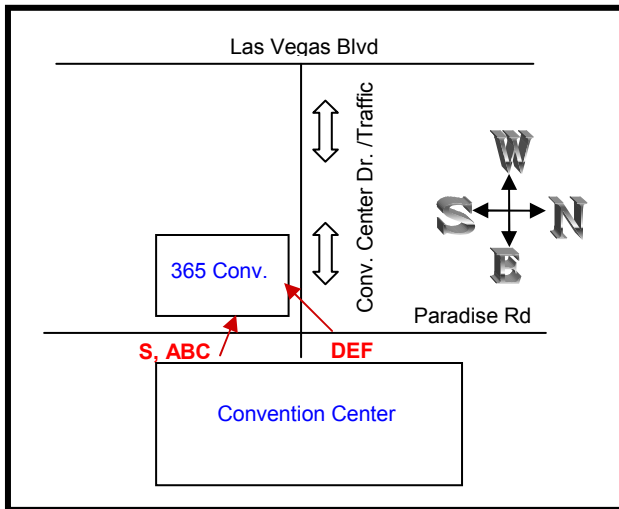 Las Vegas Blvd
Conv. Center Dr. /Traffic
W
S
N
E
365 Conv.
Paradise Rd
S, ABC
DEF
Convention Center